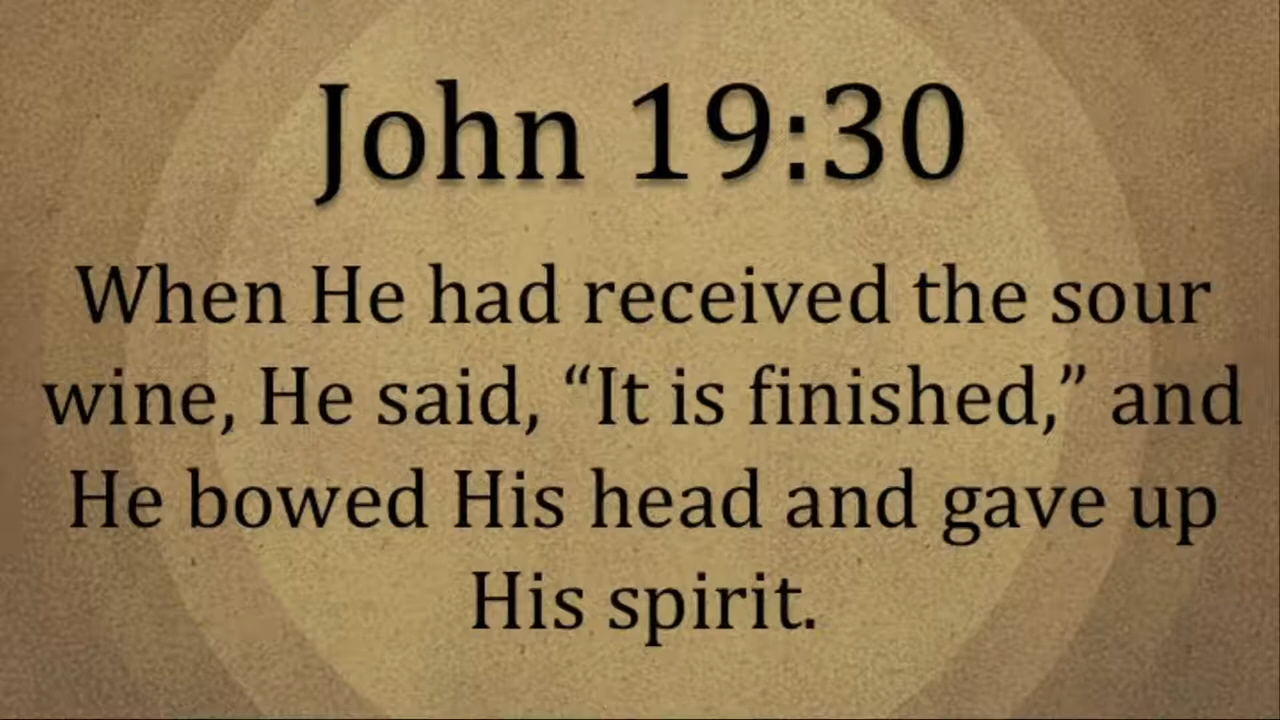 John 19:30
When He had received the sour
wine, He said, “It is finished,” and
He bowed His head and gave up
His spirit.